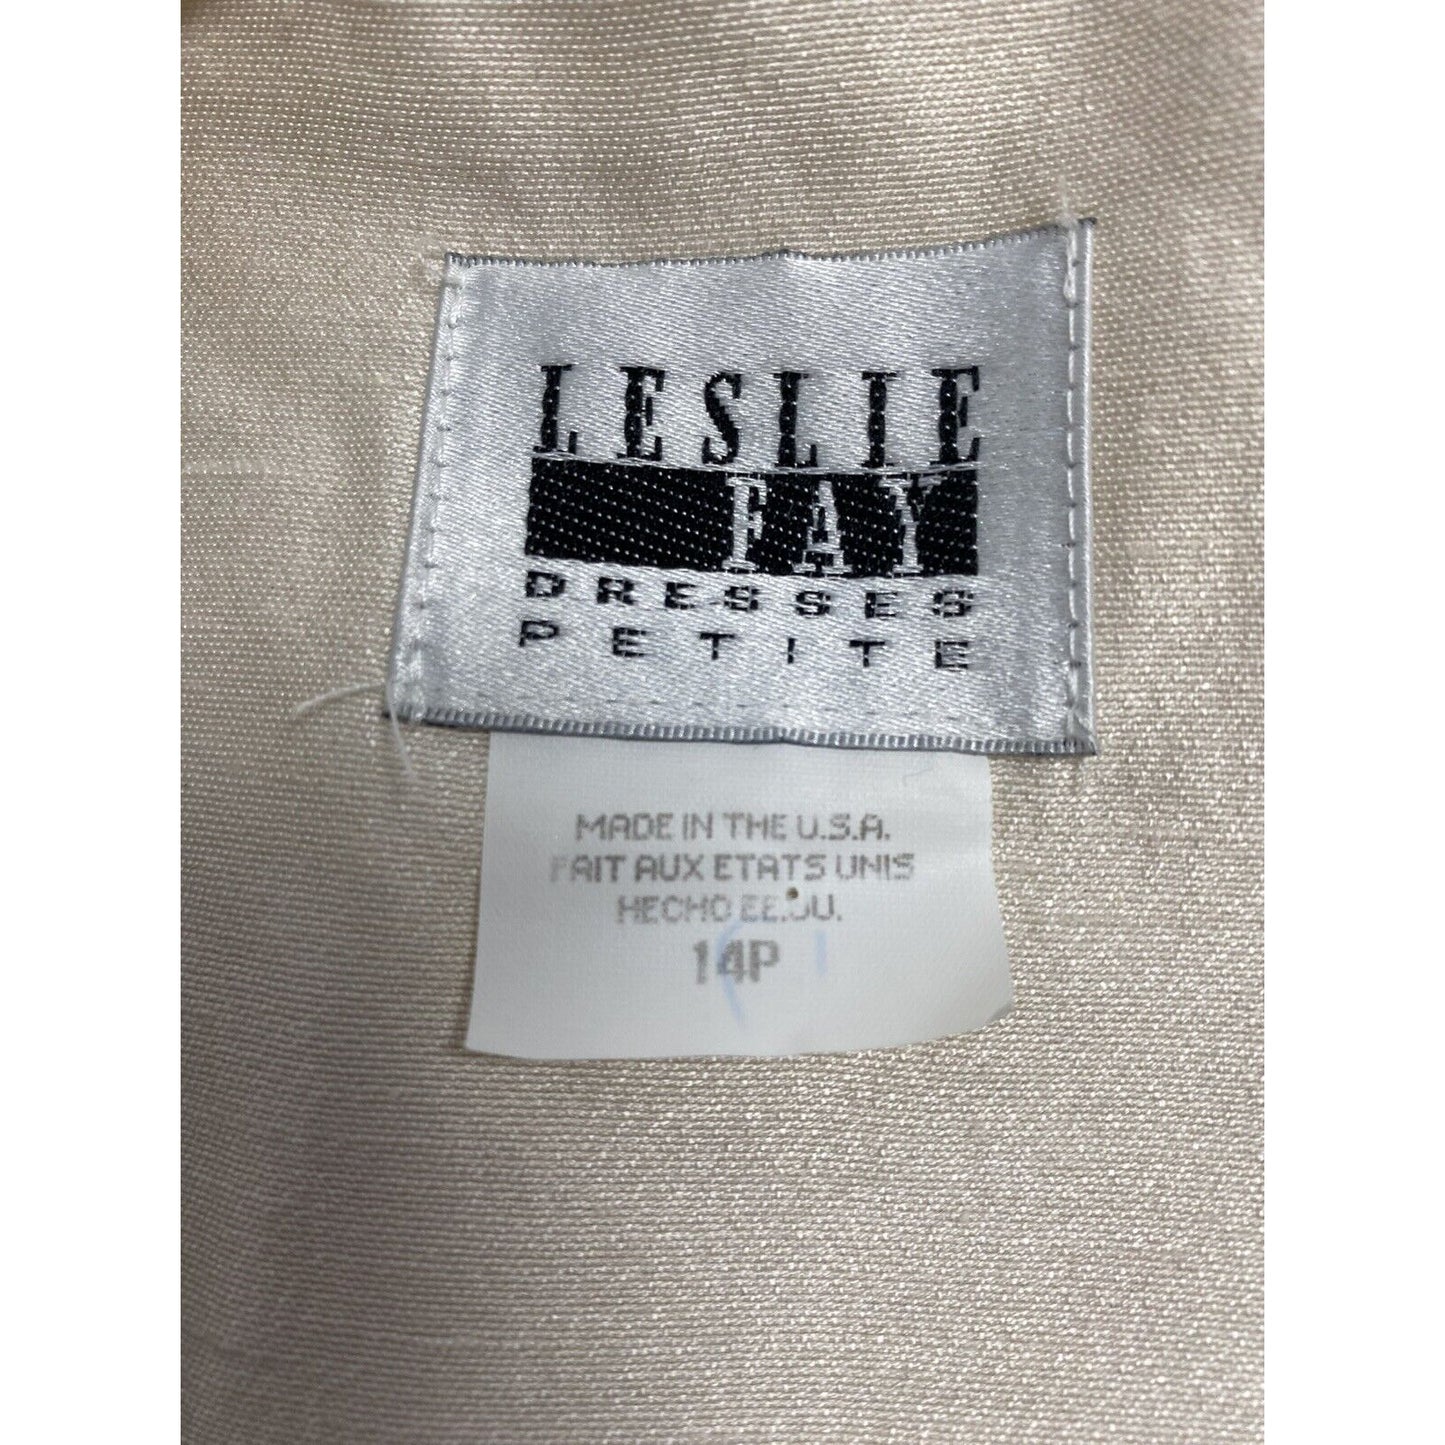 LESLIE
FAY
DRESSES
PETITE
MADE IN THE U.S.A.
FAIT AUX ETATS UNIS
HECHO EE.UU.
14P